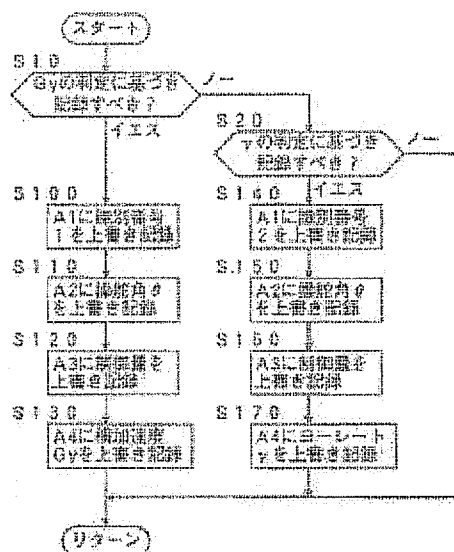 スタート
S10
Gyの判定に基づき
記録すべき?
ノー
イエス
S20
γの判定に基づき
記録すべき?
ノー
イエス
S100
A1に識別番号
1を上書き記録
S110
A2に操舵角θ
を上書き記録
S120
A3に制御量を
上書き記録
S130
A4に横加速度
Gyを上書き記録
S140
A1に識別番号
2を上書き記録
S150
A2に操舵角θ
を上書き記録
S160
A3に制御量を
上書き記録
S170
A4にヨーレート
γを上書き記録
リターン